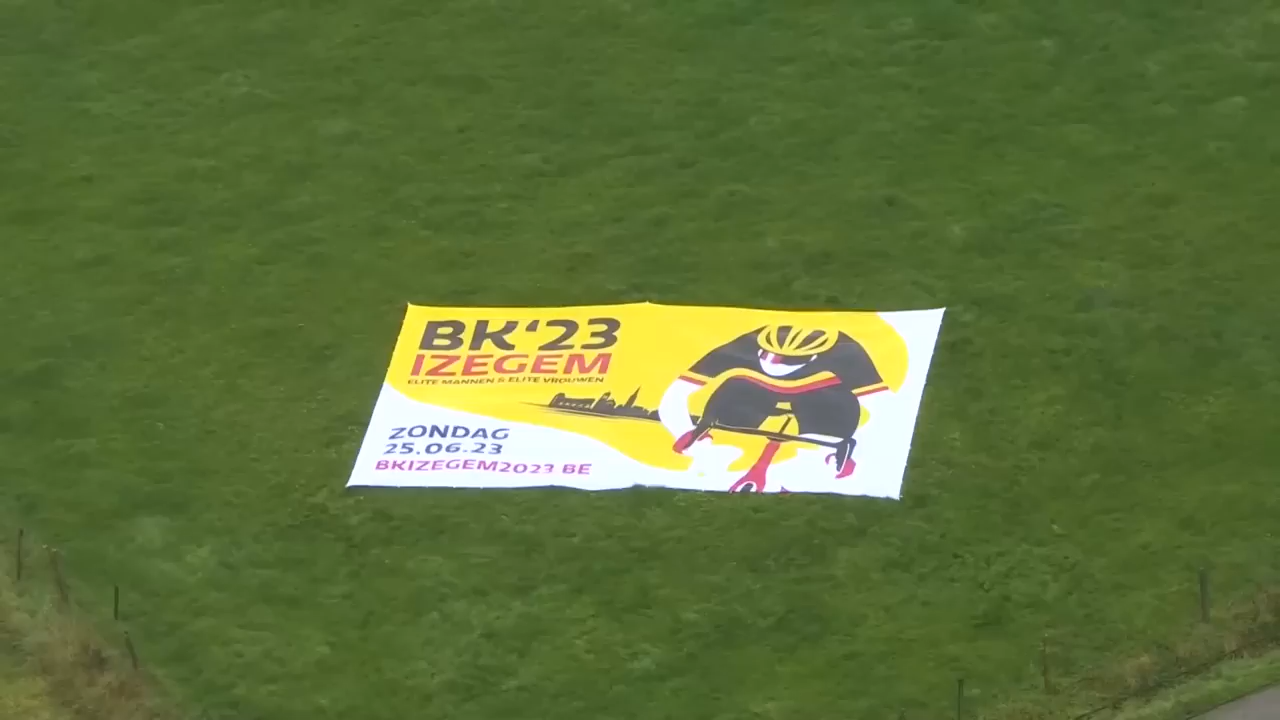 BK‘23
IZEGEM
ELITE MANNEN & ELITE VROUWEN
ZONDAG
25.06.23
BKIZEGEM2023.BE